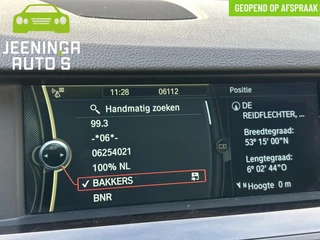 JEENINGA
AUTO'S
GEOPEND OP AFSPRAAK
11:28 06112
Handmatig zoeken
99.3
-*06*-
06254021
100% NL
✓ BAKKERS
BNR
Positie
DE
REIDFLECHTER, ...
Breedtegraad:
53° 15' 00"N
Lengtegraad:
6° 02' 44"O
Hoogte 0 m